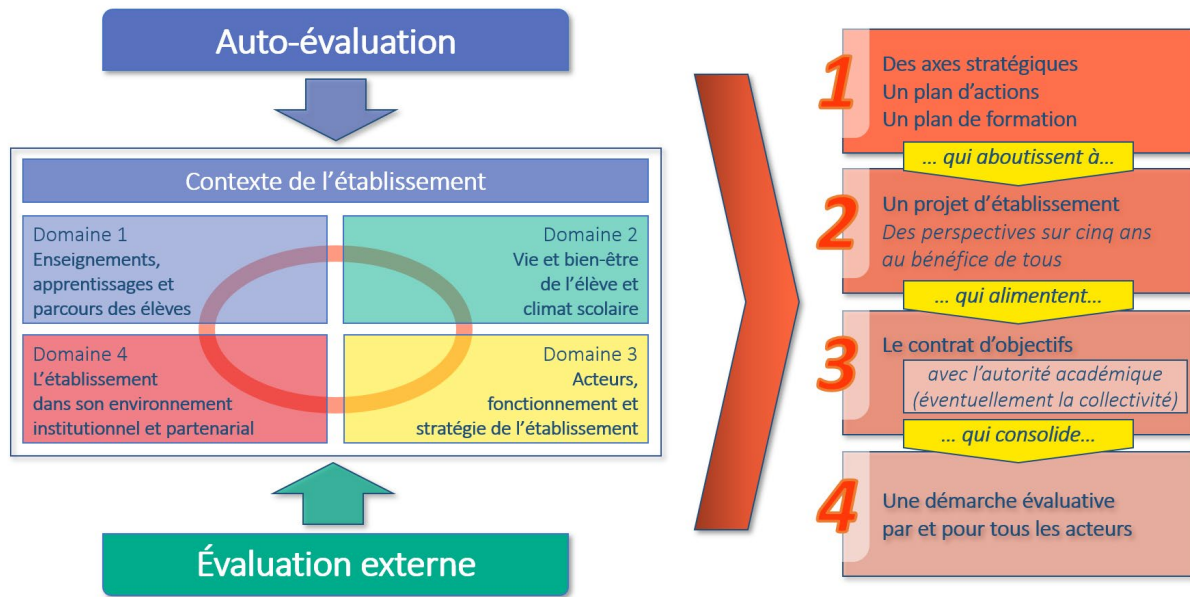 Auto-évaluation
Contexte de l’établissement
Domaine 1
Enseignements,
apprentissages et
parcours des élèves
Domaine 2
Vie et bien-être
de l’élève et
climat scolaire
Domaine 4
L’établissement
dans son environnement
institutionnel et partenarial
Domaine 3
Acteurs,
fonctionnement et
stratégie de l’établissement
Évaluation externe
1
Des axes stratégiques
Un plan d’actions
Un plan de formation
... qui aboutissent à...
2
Un projet d’établissement
Des perspectives sur cinq ans
au bénéfice de tous
... qui alimentent...
3
Le contrat d’objectifs
avec l’autorité académique
(éventuellement la collectivité)
... qui consolide...
4
Une démarche évaluative
par et pour tous les acteurs